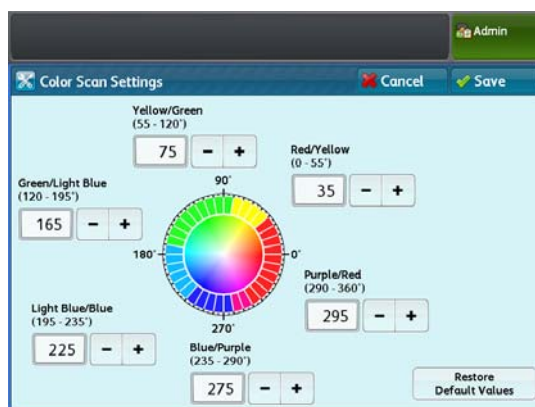 Admin
Color Scan Settings
Cancel
Save
Yellow/Green
(55 - 120°)
75
- +
Red/Yellow
(0 - 55°)
35
- +
Green/Light Blue
(120 - 195°)
165
- +
90°
180°
0°
270°
Purple/Red
(290 - 360°)
295
- +
Light Blue/Blue
(195 - 235°)
225
- +
Blue/Purple
(235 - 290°)
275
- +
Restore
Default Values